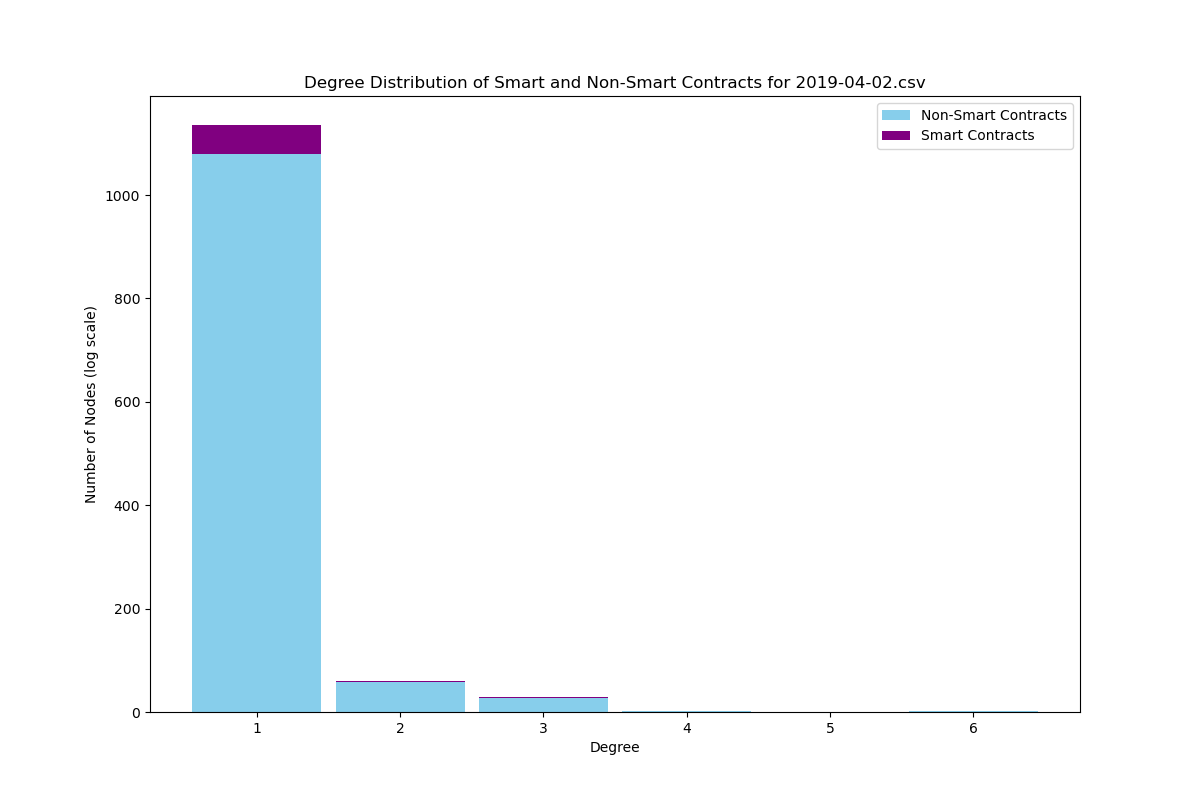 Degree Distribution of Smart and Non-Smart Contracts for 2019-04-02.csv
Non-Smart Contracts
Smart Contracts
Number of Nodes (log scale)
1000
800
600
400
200
0
1 2 3 4 5 6
Degree